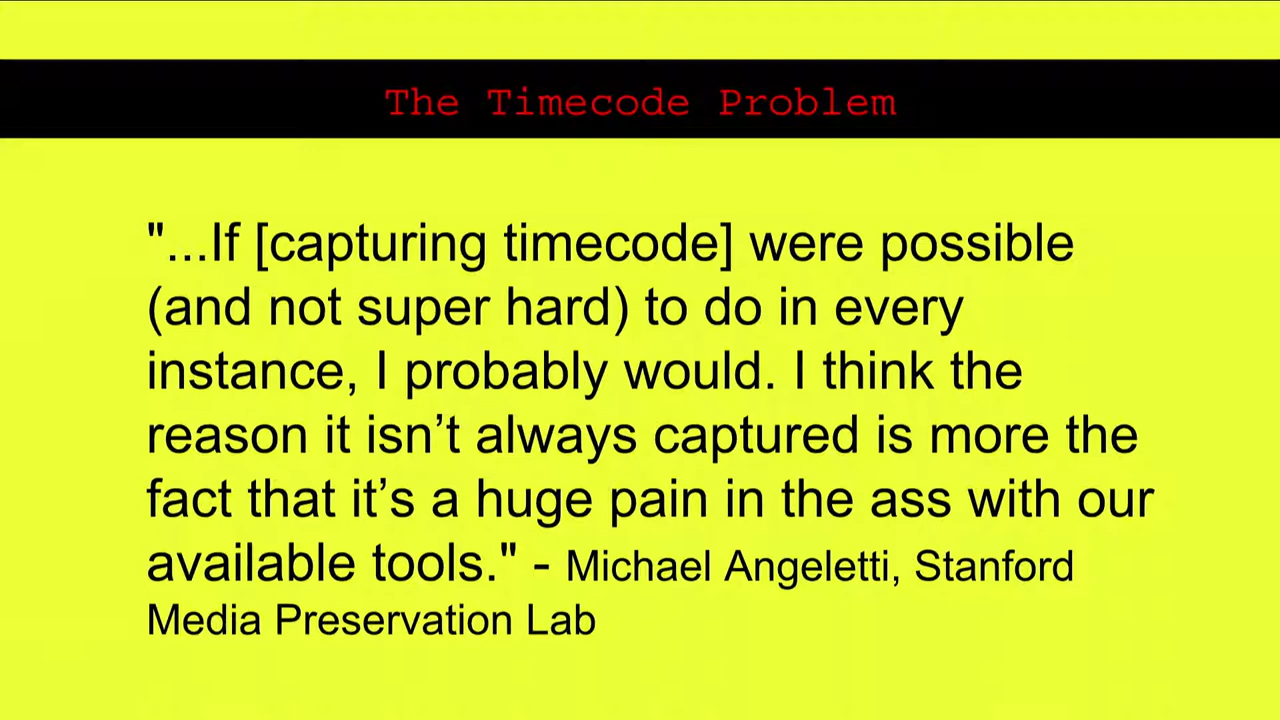 The Timecode Problem
"...If [capturing timecode] were possible
(and not super hard) to do in every
instance, I probably would. I think the
reason it isn’t always captured is more the
fact that it’s a huge pain in the ass with our
available tools." - Michael Angeletti, Stanford
Media Preservation Lab